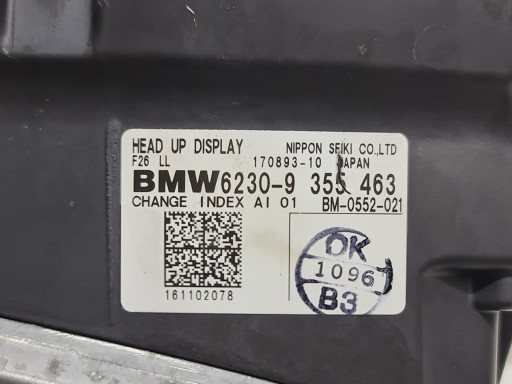 HEAD UP DISPLAY NIPPON SEIKI CO.,LTD
F26 LL 170893-10 JAPAN
BMW6230-9 355 463
CHANGE INDEX AI 01 BM-0552-021
161102078
OK
1096
B3